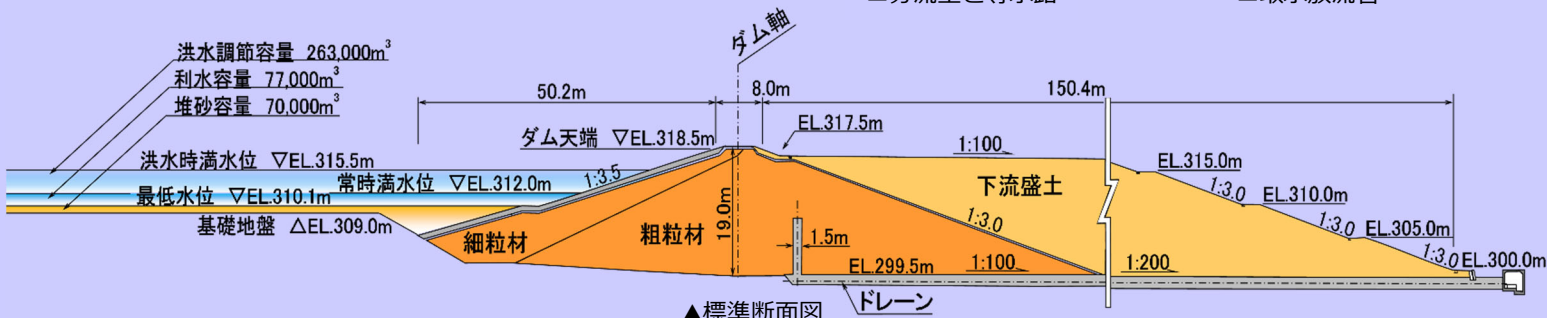 洪水調節容量 263,000m³
利水容量 77,000m³
堆砂容量 70,000m³
洪水時満水位 ▽EL.315.5m
常時満水位 ▽EL.312.0m
最低水位 ▽EL.310.1m
基礎地盤 △EL.309.0m
ダム軸
50.2m
8.0m
150.4m
ダム天端 ▽EL.318.5m
EL.317.5m
1:100
EL.315.0m
1:3.5
下流盛土
1:3.0
EL.310.0m
19.0m
細粒材
粗粒材
1:3.0
1:3.0
EL.305.0m
1.5m
1:3.0
EL.300.0m
EL.299.5m
1:100
1:200
ドレーン
▲標準断面図